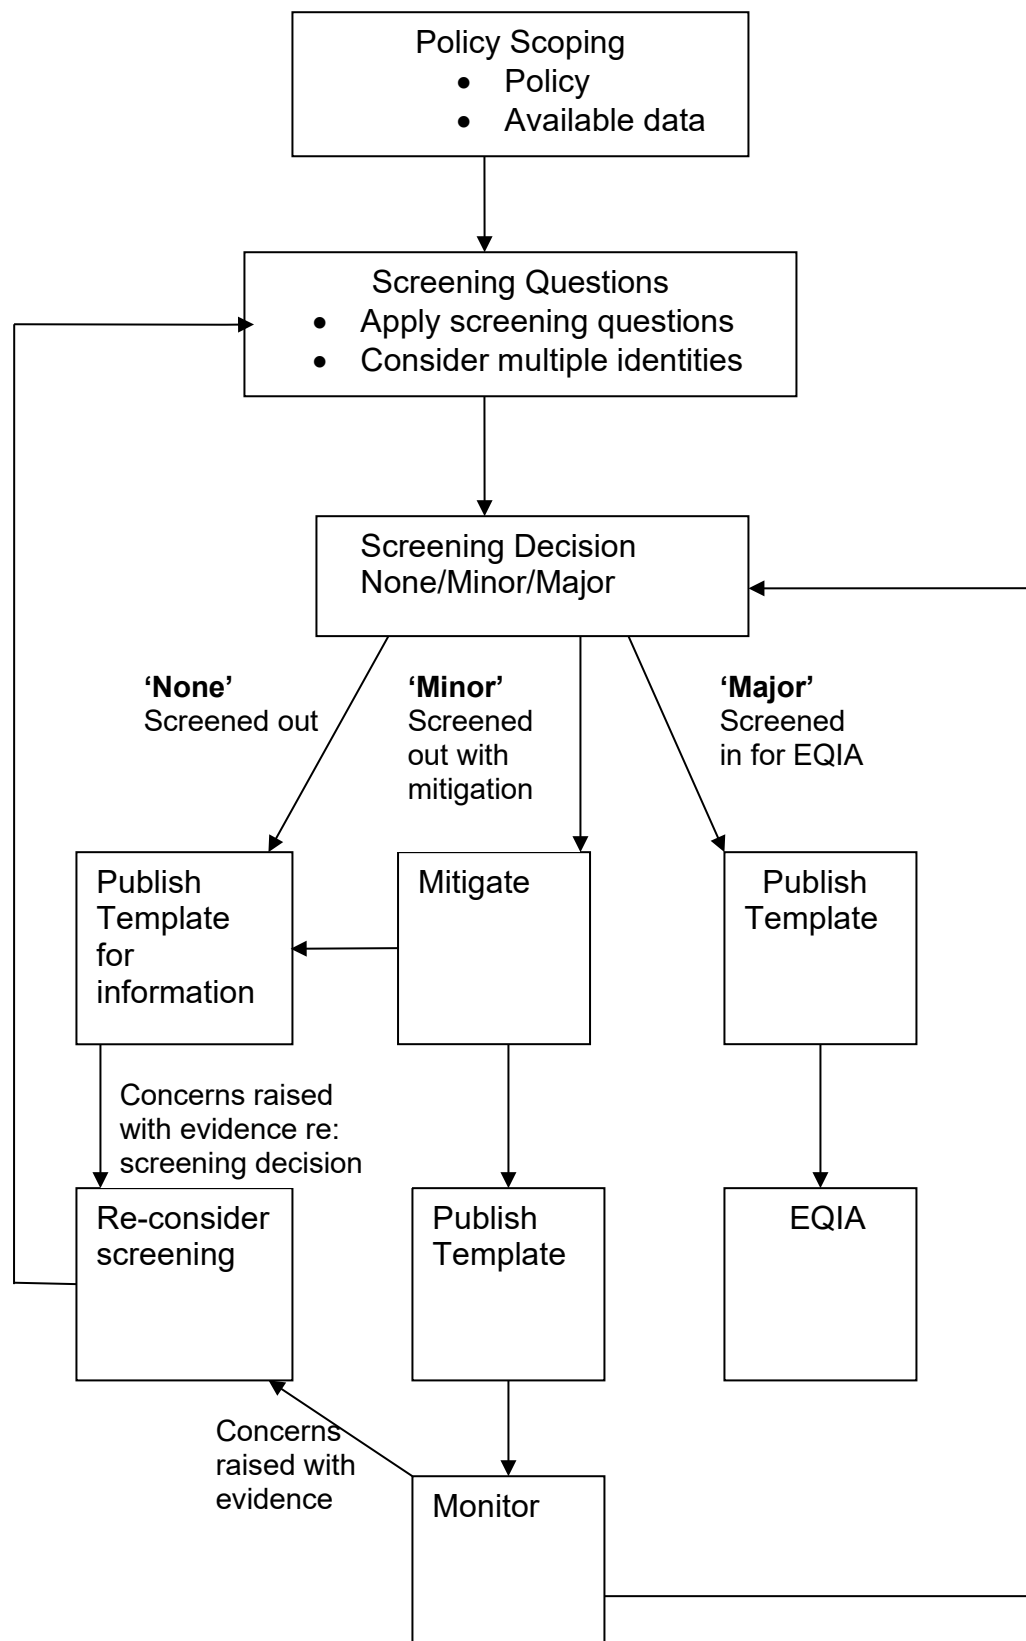 Policy Scoping
• Policy
• Available data
Screening Questions
• Apply screening questions
• Consider multiple identities
Screening Decision
None/Minor/Major
‘None’
Screened out
‘Minor’
Screened
out with
mitigation
‘Major’
Screened
in for EQIA
Publish
Template
for
information
Mitigate
Publish
Template
Concerns raised
with evidence re:
screening decision
Re-consider
screening
Publish
Template
EQIA
Concerns
raised with
evidence
Monitor